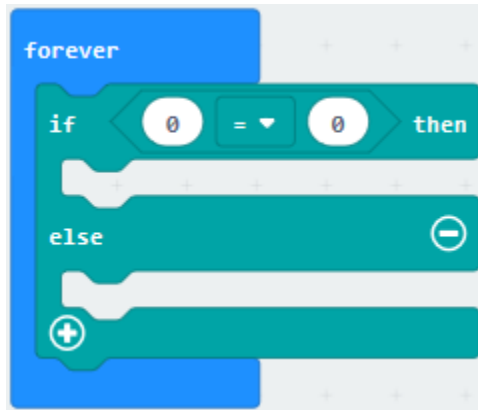 forever
if 0 = 0 then
else